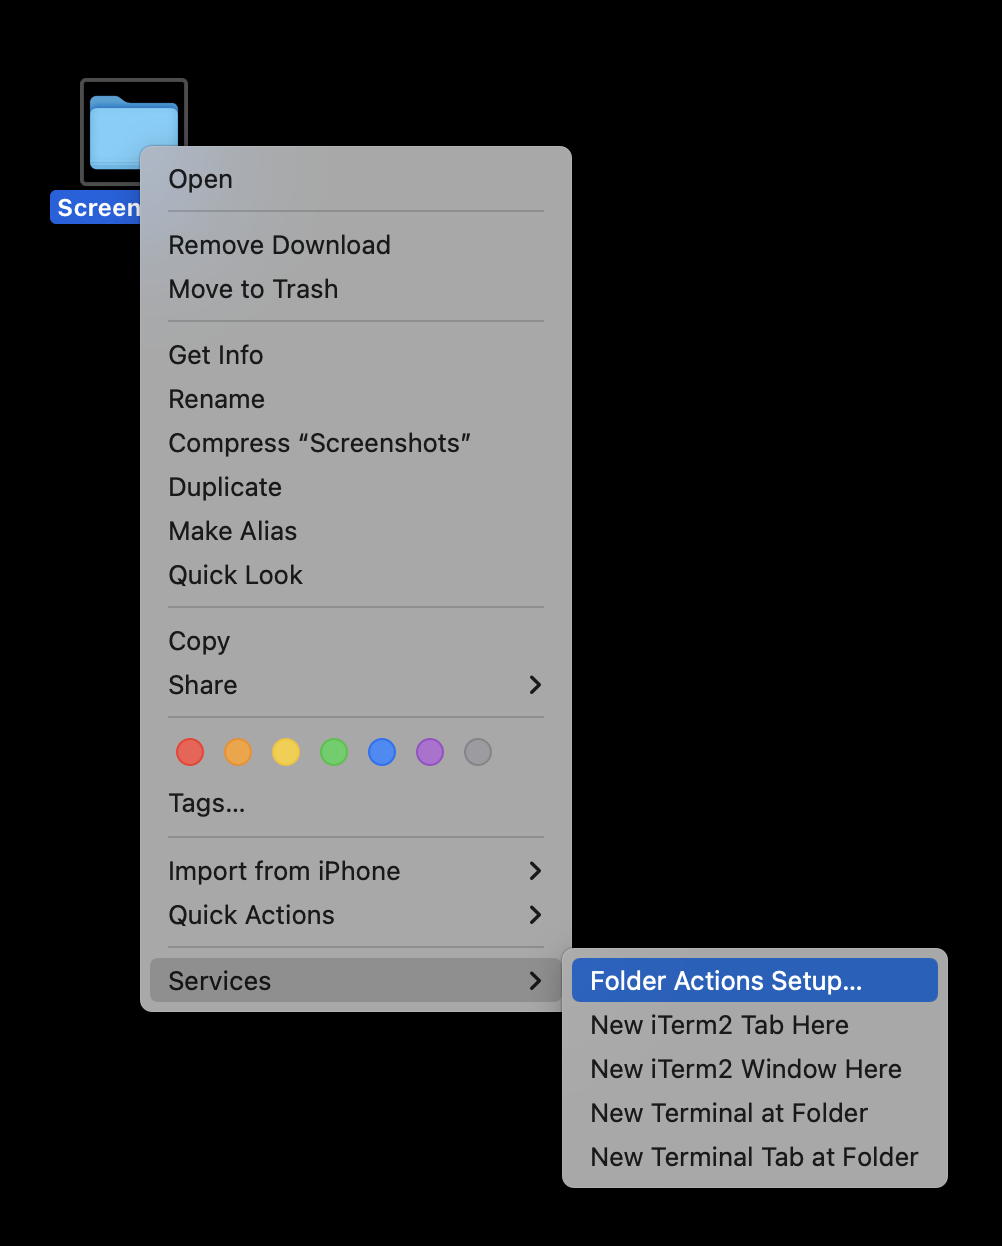 Screen
Open
Remove Download
Move to Trash
Get Info
Rename
Compress “Screenshots”
Duplicate
Make Alias
Quick Look
Copy
Share
Tags...
Import from iPhone
Quick Actions
Services
Folder Actions Setup...
New iTerm2 Tab Here
New iTerm2 Window Here
New Terminal at Folder
New Terminal Tab at Folder